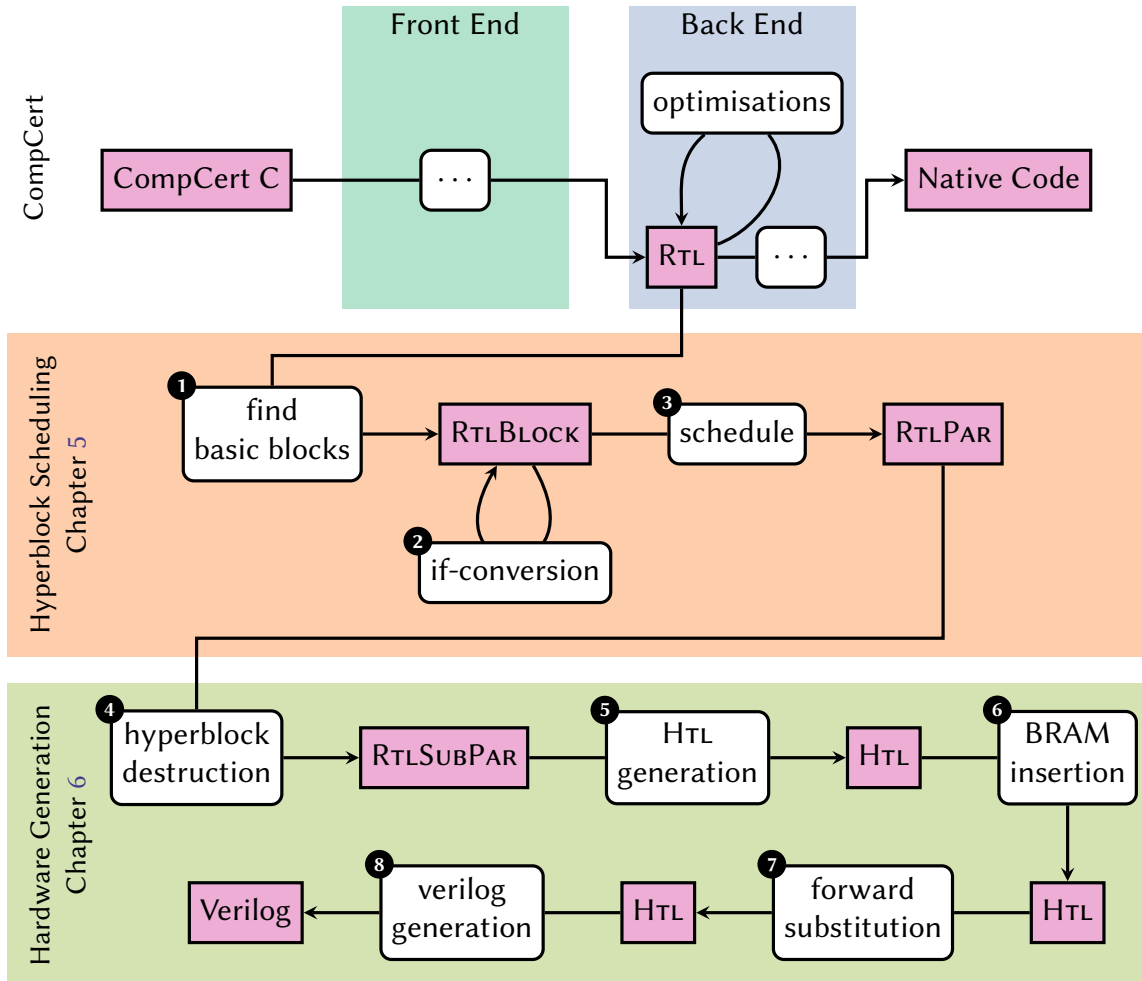 Front End
Back End
CompCert
optimisations
CompCert C
···
Native Code
RTL
···
Hyperblock Scheduling
Chapter 5
1
find
basic blocks
RTLBLOCK
3
schedule
RTLPAR
2
if-conversion
Hardware Generation
Chapter 6
4
hyperblock
destruction
RTLSUBPAR
5
HTL
generation
HTL
6
BRAM
insertion
8
verilog
generation
Verilog
HTL
7
forward
substitution
HTL